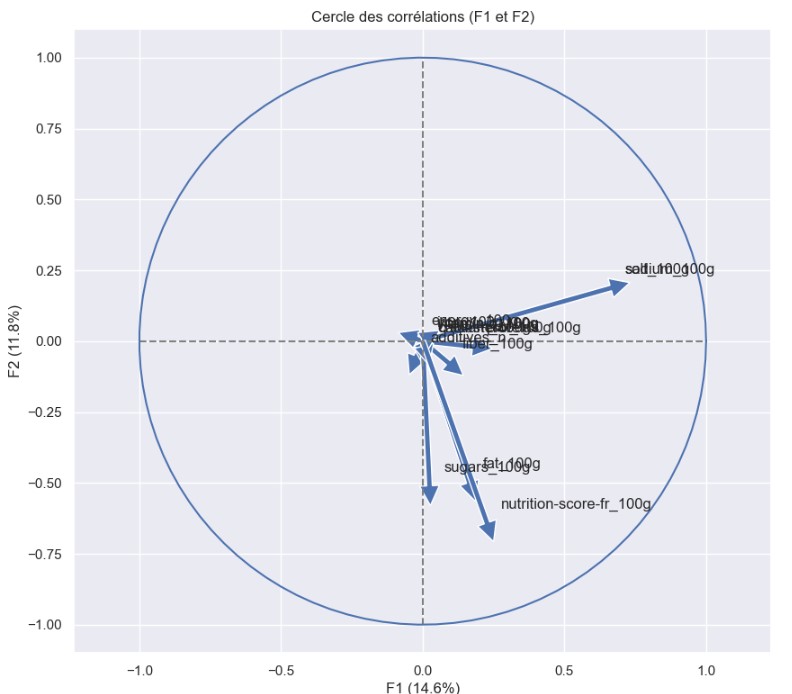 Cercle des corrélations (F1 et F2)
1.00
0.75
0.50
0.25
0.00
−0.25
−0.50
−0.75
−1.00
F2 (11.8%)
additives_n
fiber_100g
fat_100g
sugars_100g
nutrition-score-fr_100g
−1.0
−0.5
0.0
0.5
1.0
F1 (14.6%)